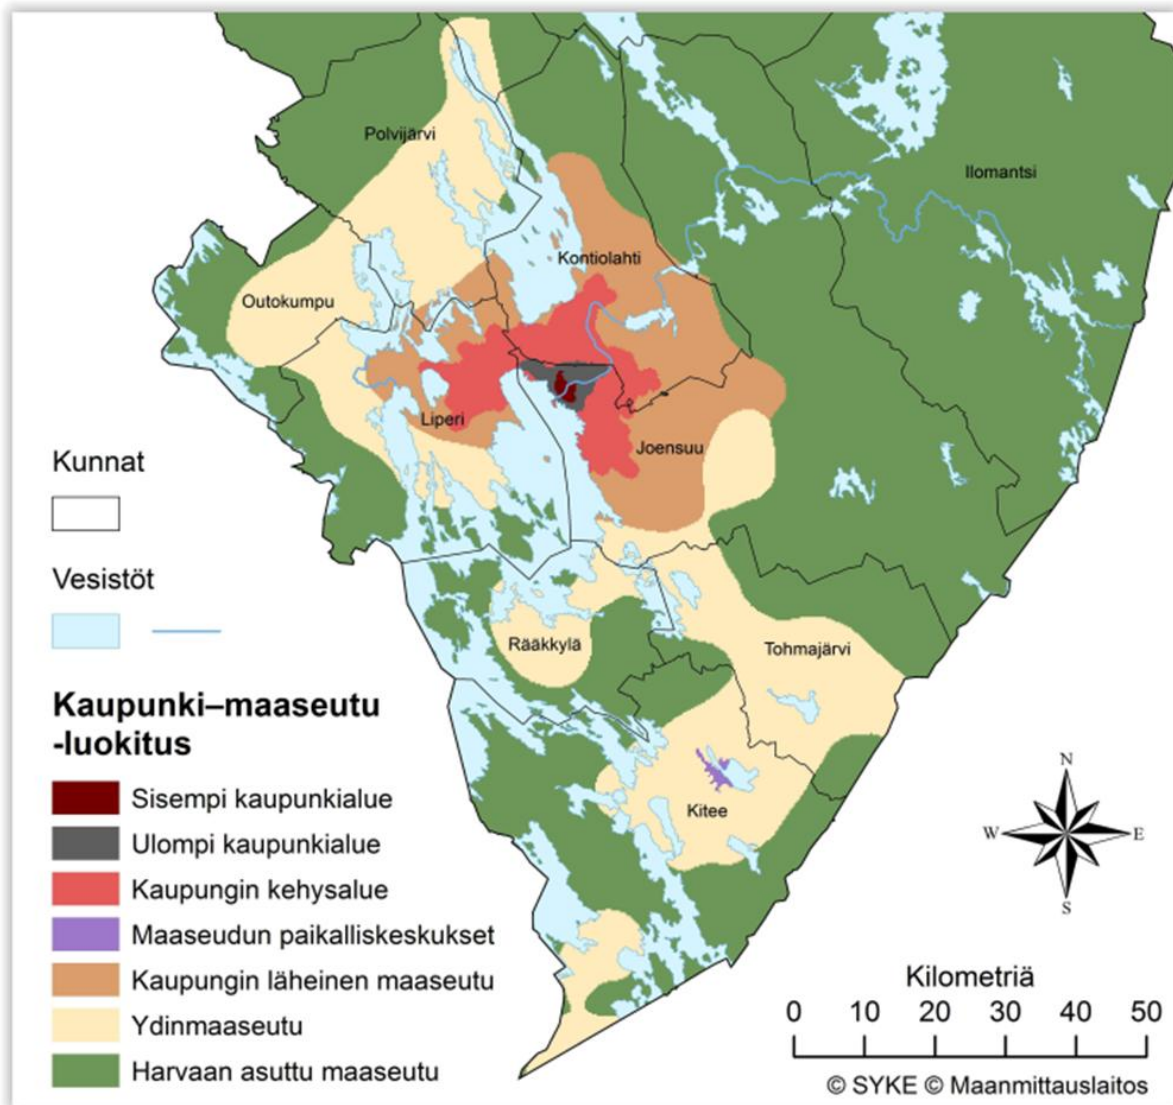 Polvijärvi
Ilomantsi
Kontiolahti
Outokumpu
Liperi
Joensuu
Kunnat
Vesistöt
Rääkkylä
Tohmajärvi
Kaupunki–maaseutu
-luokitus
Sisempi kaupunkialue
Ulompi kaupunkialue
Kaupungin kehysalue
Maaseudun paikalliskeskukset
Kaupungin läheinen maaseutu
Ydinmaaseutu
Harvaan asuttu maaseutu
Kitee
N
W E
S
Kilometriä
0 10 20 30 40 50
© SYKE © Maanmittauslaitos